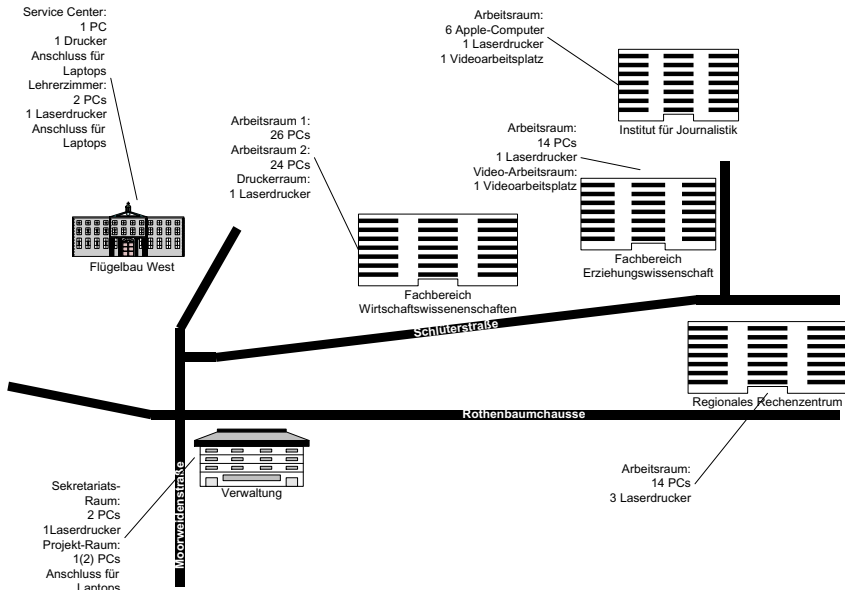 Service Center:
1 PC
1 Drucker
Anschluss für
Laptops
Lehrerzimmer:
2 PCs
1 Laserdrucker
Anschluss für
Laptops
Flügelbau West
Arbeitsraum 1:
26 PCs
Arbeitsraum 2:
24 PCs
Druckerraum:
1 Laserdrucker
Fachbereich
Wirtschaftswissenenschaften
Arbeitsraum:
6 Apple-Computer
1 Laserdrucker
1 Videoarbeitsplatz
Institut für Journalistik
Arbeitsraum:
14 PCs
1 Laserdrucker
Video-Arbeitsraum:
1 Videoarbeitsplatz
Fachbereich
Erziehungswissenschaft
Schlüterstraße
Regionales Rechenzentrum
Rothenbaumchausse
Arbeitsraum:
14 PCs
3 Laserdrucker
Verwaltung
Moorweidenstraße
Sekretariats-
Raum:
2 PCs
1Laserdrucker
Projekt-Raum:
1(2) PCs
Anschluss für
Laptops